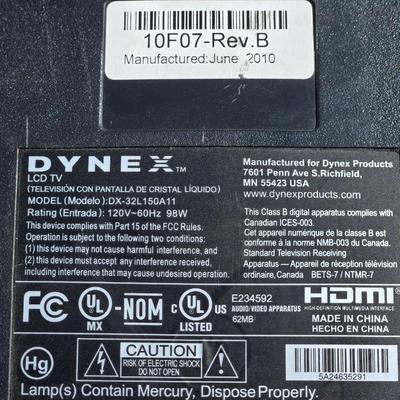 10F07-Rev.B
Manufactured:June 2010
DYNEX™
LCD TV
(TELEVISIÓN CON PANTALLA DE CRISTAL LÍQUIDO)
MODEL (Modelo):DX-32L150A11
Rating (Entrada): 120V~60Hz 98W
This device complies with Part 15 of the FCC Rules.
Operation is subject to the following two conditions:
(1) this device may not cause harmful interference, and
(2) this device must accept any interference received,
including interference that may cause undesired operation.
Manufactured for Dynex Products
7601 Penn Ave S.Richfield,
MN 55423 USA
www.dynexproducts.com
This Class B digital apparatus complies with
Canadian ICES-003.
Cet appareil numérique de la classe B est
conforme à la norme NMB-003 du Canada.
Standard Television Receiving
Apparatus — Appareil de réception télévision
ordinaire, Canada BETS-7 / NTMR-7
FC UL -NOM C UL US
MX LISTED
E234592
AUDIO/VIDEO APPARATUS
62MB
HDMI
HIGH-DEFINITION MULTIMEDIA INTERFACE
MADE IN CHINA
HECHO EN CHINA
Hg
CAUTION
RISK OF ELECTRIC SHOCK
DO NOT OPEN
5A24635291
Lamp(s) Contain Mercury, Dispose Properly.